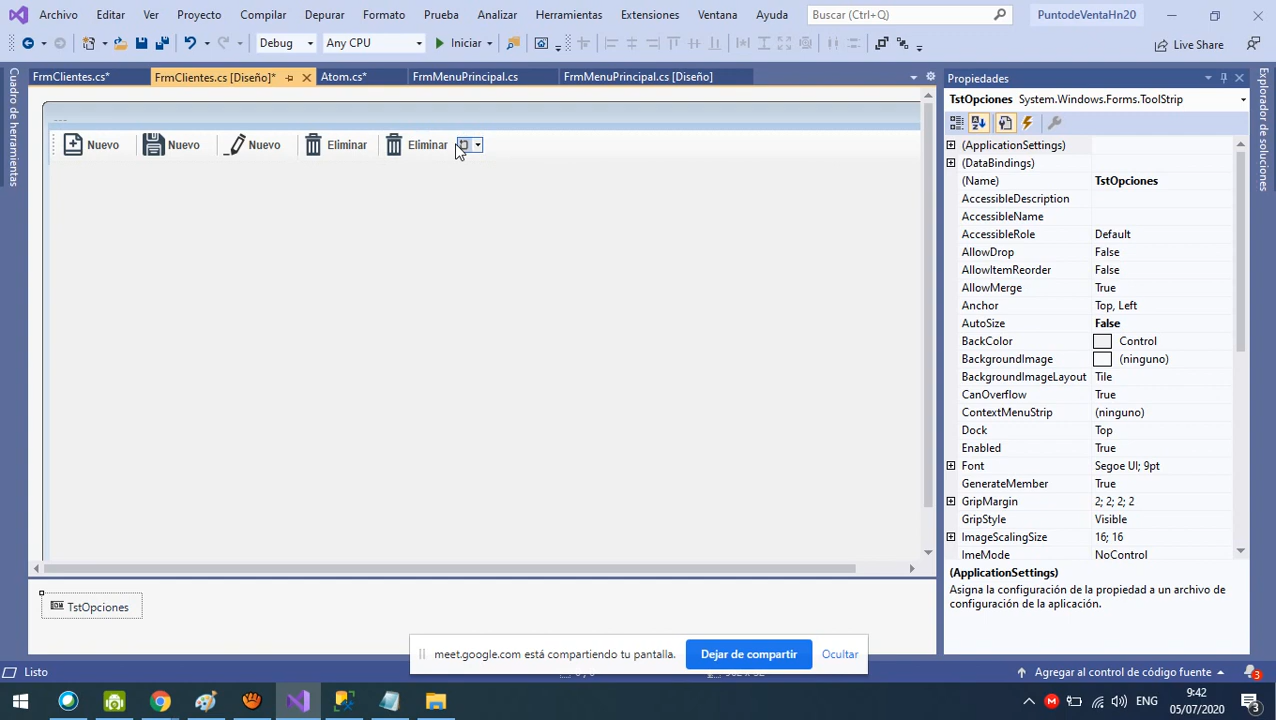 Archivo Editar Ver Proyecto Compilar Depurar Formato Prueba Analizar Herramientas Extensiones Ventana Ayuda Buscar (Ctrl+Q) PuntodeVentaHn20
Debug Any CPU Iniciar Live Share
FrmClientes.cs* FrmClientes.cs [Diseño]* Atom.cs* FrmMenuPrincipal.cs FrmMenuPrincipal.cs [Diseño]
Cuadro de herramientas
Nuevo Nuevo Nuevo Eliminar Eliminar
TstOpciones
Propiedades
TstOpciones System.Windows.Forms.ToolStrip
(ApplicationSettings)
(DataBindings)
(Name) TstOpciones
AccessibleDescription
AccessibleName
AccessibleRole Default
AllowDrop False
AllowItemReorder False
AllowMerge True
Anchor Top, Left
AutoSize False
BackColor Control
BackgroundImage (ninguno)
BackgroundImageLayout Tile
CanOverflow True
ContextMenuStrip (ninguno)
Dock Top
Enabled True
Font Segoe UI; 9pt
GenerateMember True
GripMargin 2; 2; 2; 2
GripStyle Visible
ImageScalingSize 16; 16
ImeMode NoControl
(ApplicationSettings)
Asigna la configuración de la propiedad a un archivo de
configuración de la aplicación.
Explorador de soluciones
meet.google.com está compartiendo tu pantalla. Dejar de compartir Ocultar
Listo Agregar al control de código fuente 3
ENG 9:42
05/07/2020 3